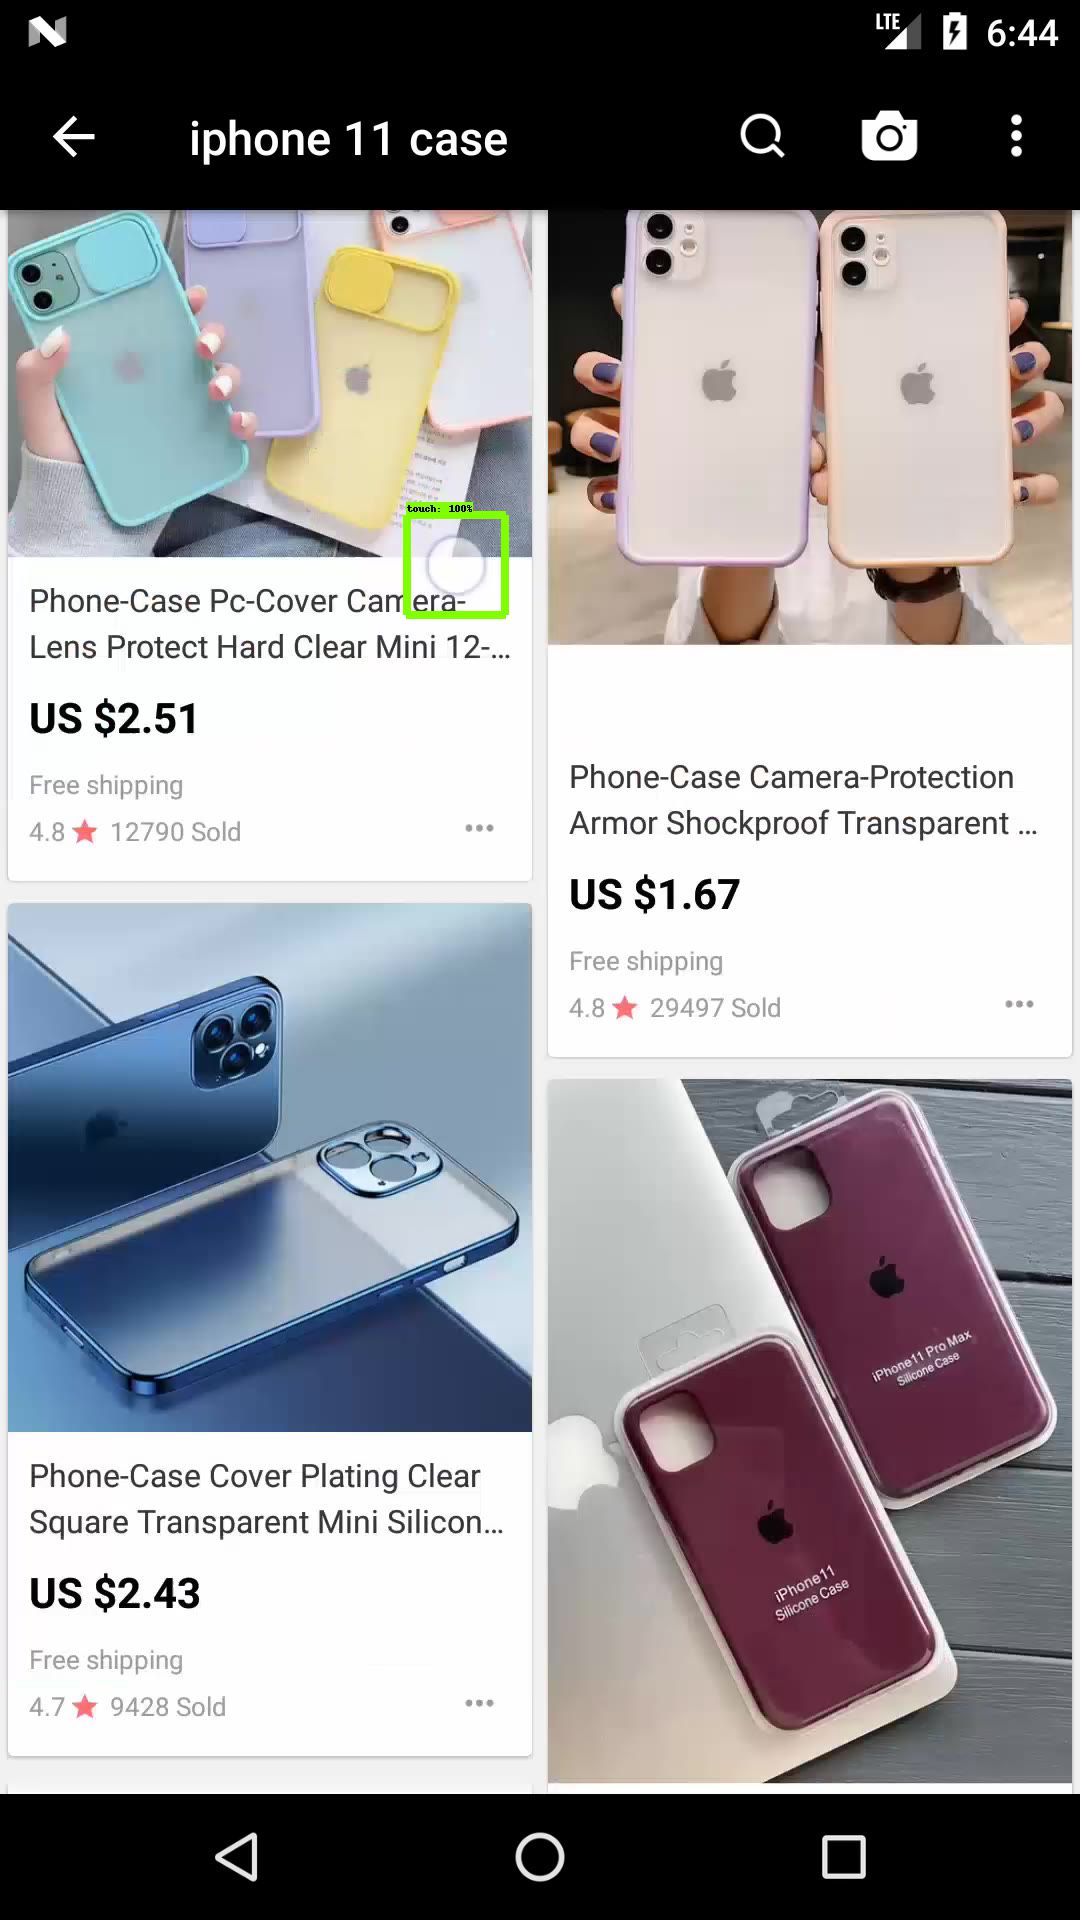 LTE
6:44
iphone 11 case
touch: 100%
Phone-Case Pc-Cover Camera-
Lens Protect Hard Clear Mini 12-...
US $2.51
Free shipping
4.8 12790 Sold
Phone-Case Camera-Protection
Armor Shockproof Transparent ...
US $1.67
Free shipping
4.8 29497 Sold
Phone-Case Cover Plating Clear
Square Transparent Mini Silicon...
US $2.43
Free shipping
4.7 9428 Sold
iPhone11 Pro Max
Silicone Case
iPhone11
Silicone Case